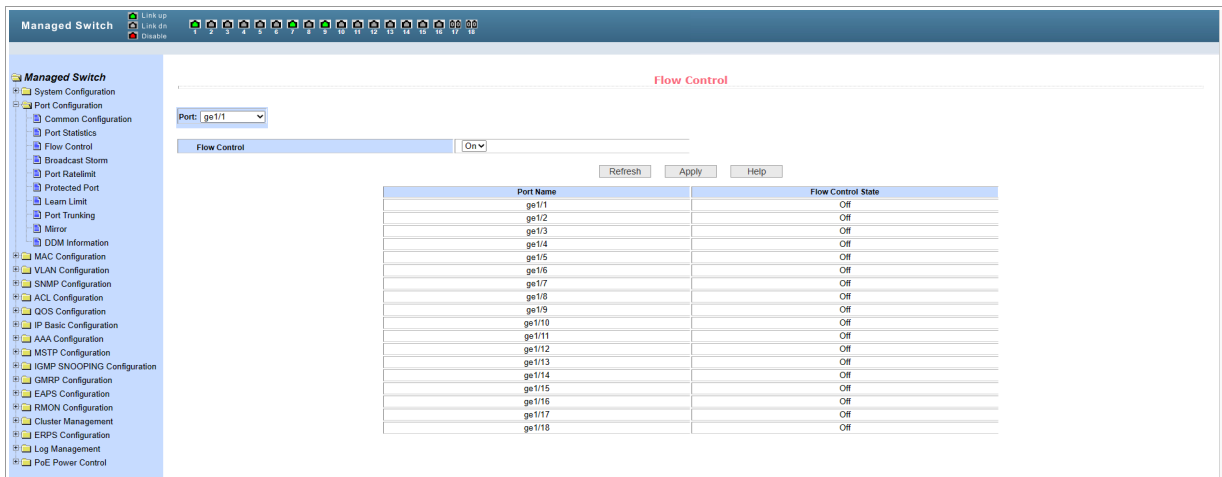 Managed Switch
Link up
Link dn
Disable
1 2 3 4 5 6 7 8 9 10 11 12 13 14 15 16 17 18
Managed Switch
System Configuration
Port Configuration
Common Configuration
Port Statistics
Flow Control
Broadcast Storm
Port Ratelimit
Protected Port
Learn Limit
Port Trunking
Mirror
DDM Information
MAC Configuration
VLAN Configuration
SNMP Configuration
ACL Configuration
QOS Configuration
IP Basic Configuration
AAA Configuration
MSTP Configuration
IGMP SNOOPING Configuration
GMRP Configuration
EAPS Configuration
RMON Configuration
Cluster Management
ERPS Configuration
Log Management
PoE Power Control
Flow Control
Port: ge1/1
Flow Control On
Refresh Apply Help
Port Name Flow Control State
ge1/1 Off
ge1/2 Off
ge1/3 Off
ge1/4 Off
ge1/5 Off
ge1/6 Off
ge1/7 Off
ge1/8 Off
ge1/9 Off
ge1/10 Off
ge1/11 Off
ge1/12 Off
ge1/13 Off
ge1/14 Off
ge1/15 Off
ge1/16 Off
ge1/17 Off
ge1/18 Off